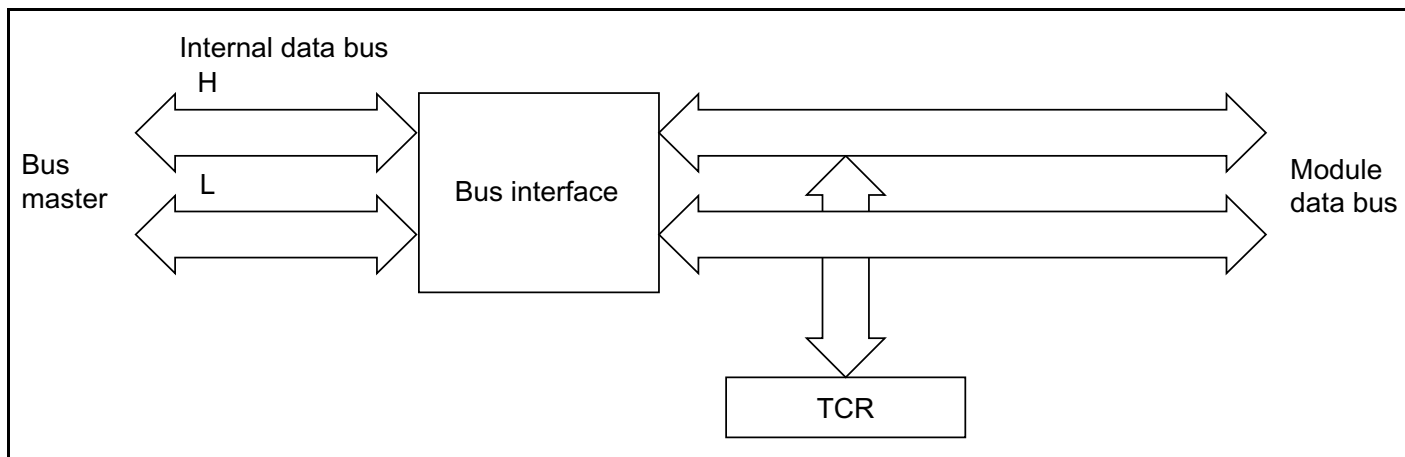 Internal data bus
H
Bus
master
L
Bus interface
Module
data bus
TCR